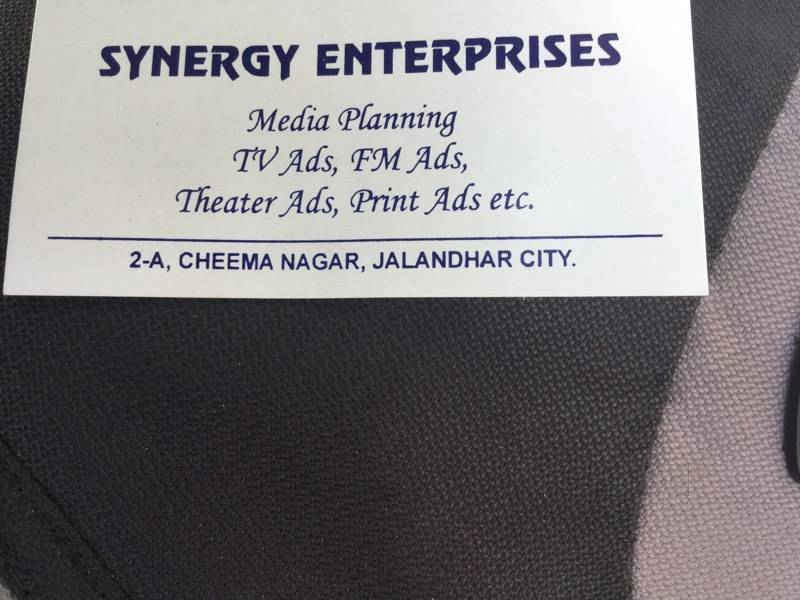 SYNERGY ENTERPRISES
Media Planning
TV Ads, FM Ads,
Theater Ads, Print Ads etc.
2-A, CHEEMA NAGAR, JALANDHAR CITY.